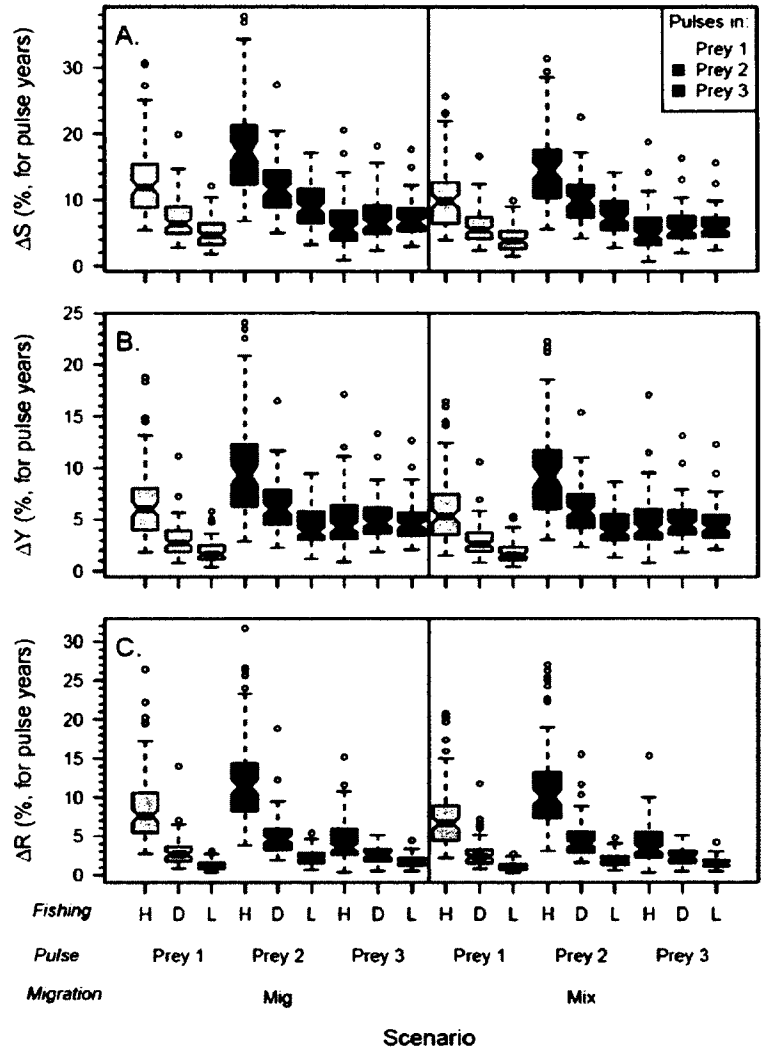 A.
Pulses in:
Prey 1
Prey 2
Prey 3
ΔS (%, for pulse years)
30
20
10
0
B.
ΔY (%, for pulse years)
25
20
15
10
5
0
C.
ΔR (%, for pulse years)
30
25
20
15
10
5
0
Fishing H D L H D L H D L H D L H D L H D L
Pulse Prey 1 Prey 2 Prey 3 Prey 1 Prey 2 Prey 3
Migration Mig Mix
Scenario